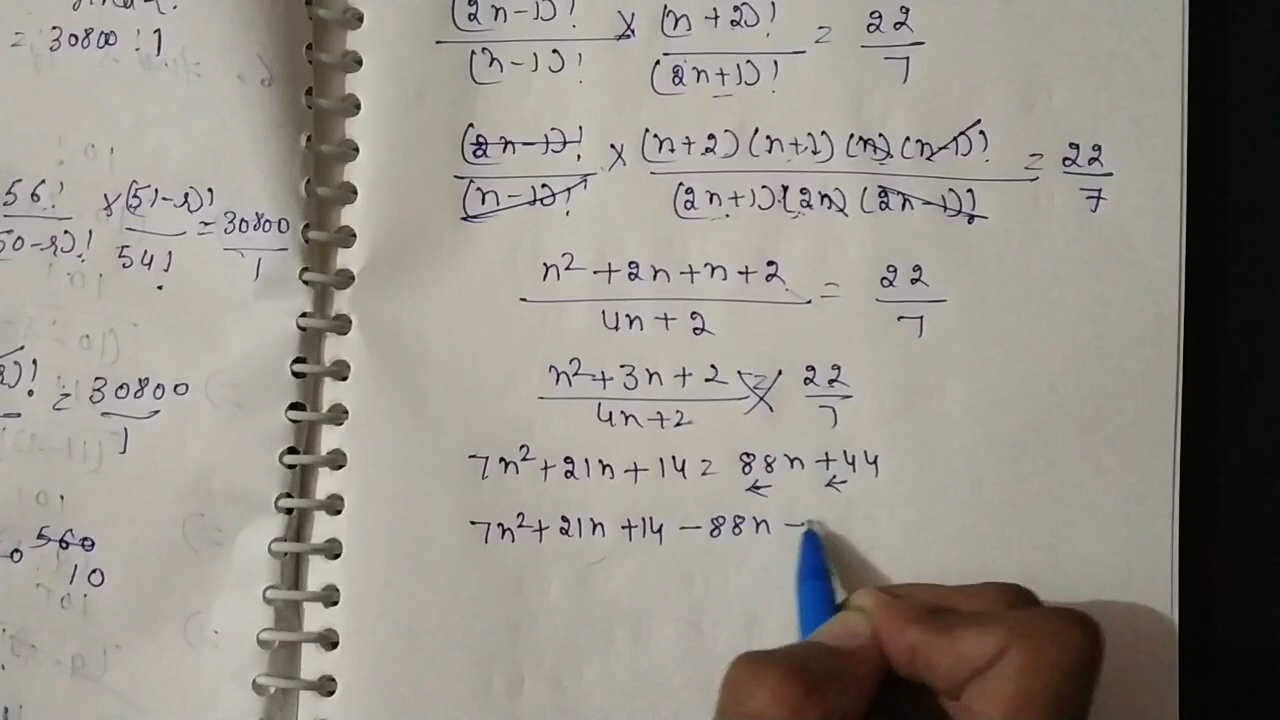 = 30800 : 1
56! / (50-r)! × (51-r)! / 54! = 30800 / 1
)! = 30800 / 1
560
10
(2n-1)! / (n-1)! × (n+2)! / (2n+1)! = 22 / 7
(2n-1)! / (n-1)! × (n+2)(n+1)(n)(n-1)! / (2n+1)(2n)(2n-1)! = 22 / 7
n² + 2n + n + 2 / 4n + 2 = 22 / 7
n² + 3n + 2 / 4n + 2 = 22 / 7
7n² + 21n + 14 = 88n + 44
7n² + 21n + 14 - 88n -